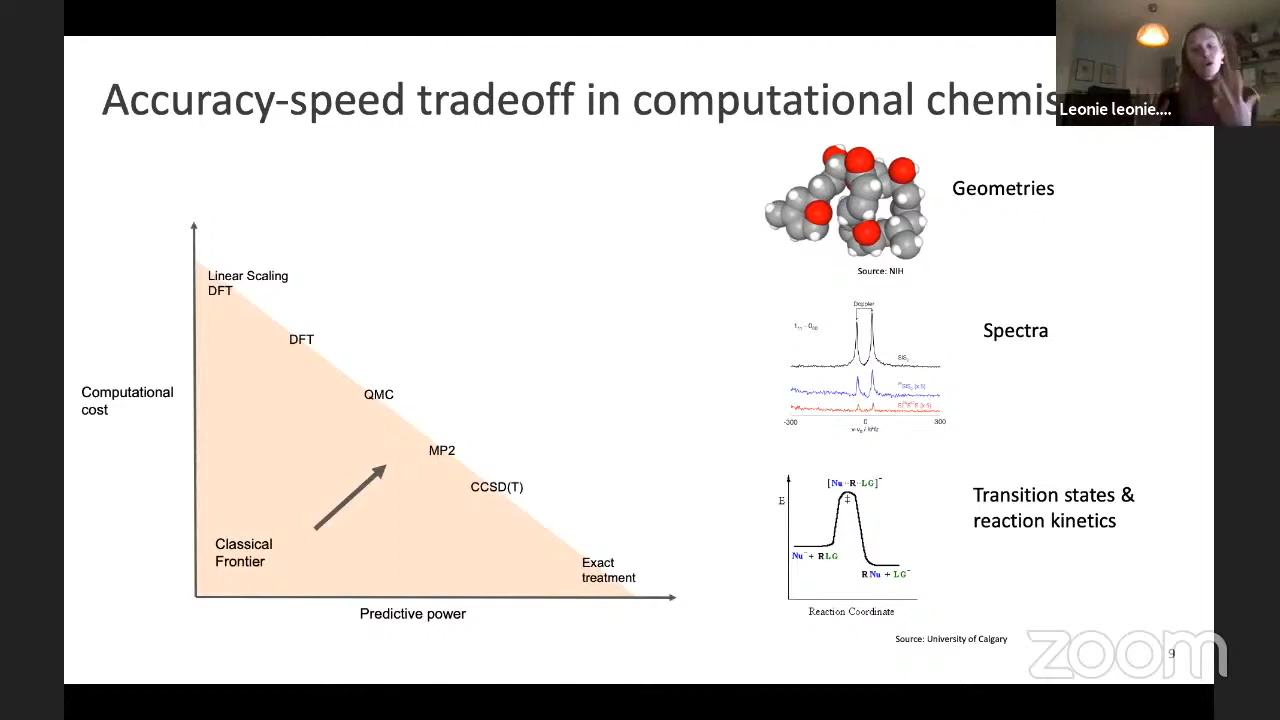 Accuracy-speed tradeoff in computational chemis
Leonie leonie....
Geometries
Source: NIH
Linear Scaling
DFT
DFT
QMC
MP2
CCSD(T)
Exact
treatment
Computational
cost
Classical
Frontier
Predictive power
Doppler
Spectra
-300
0
300
Transition states &
reaction kinetics
E
[Nu--R--LG]⁻
‡
Nu⁻ + RLG
RNu + LG⁻
Reaction Coordinate
Source: University of Calgary
zoom
9